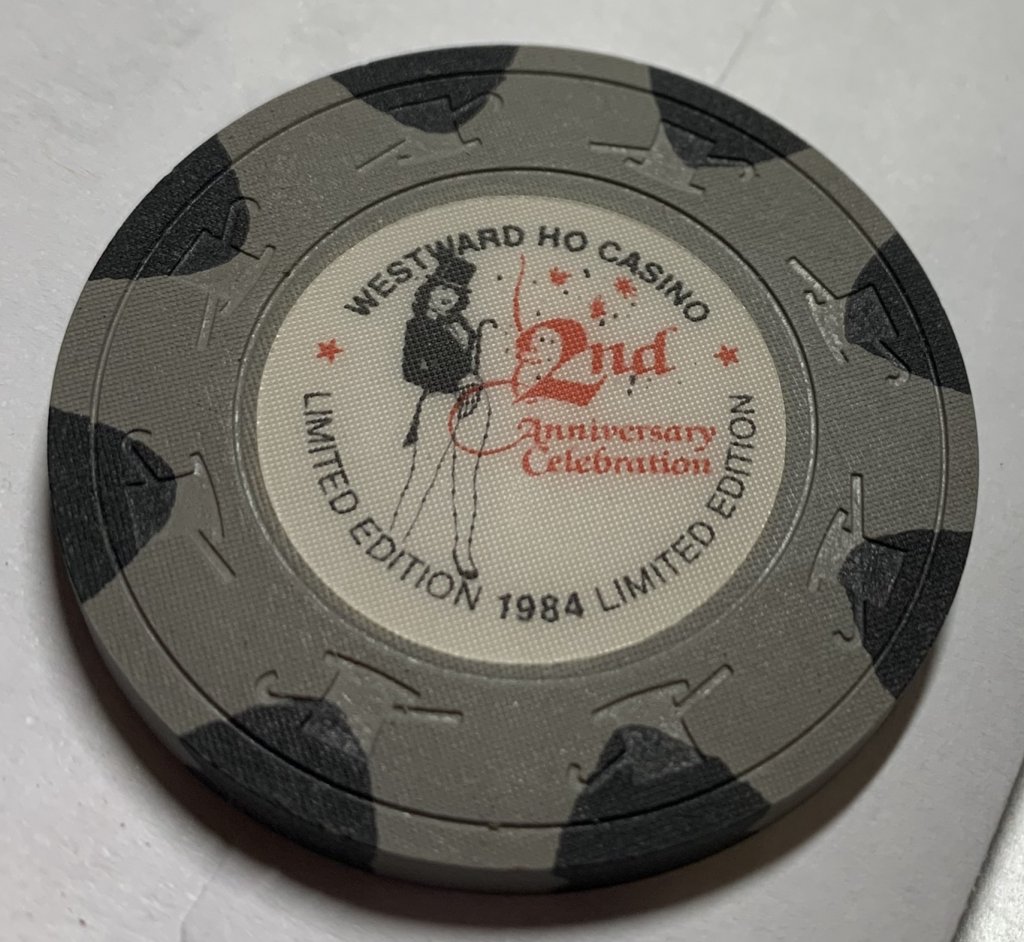 WESTWARD HO CASINO
2nd
Anniversary
Celebration
LIMITED EDITION 1984 LIMITED EDITION